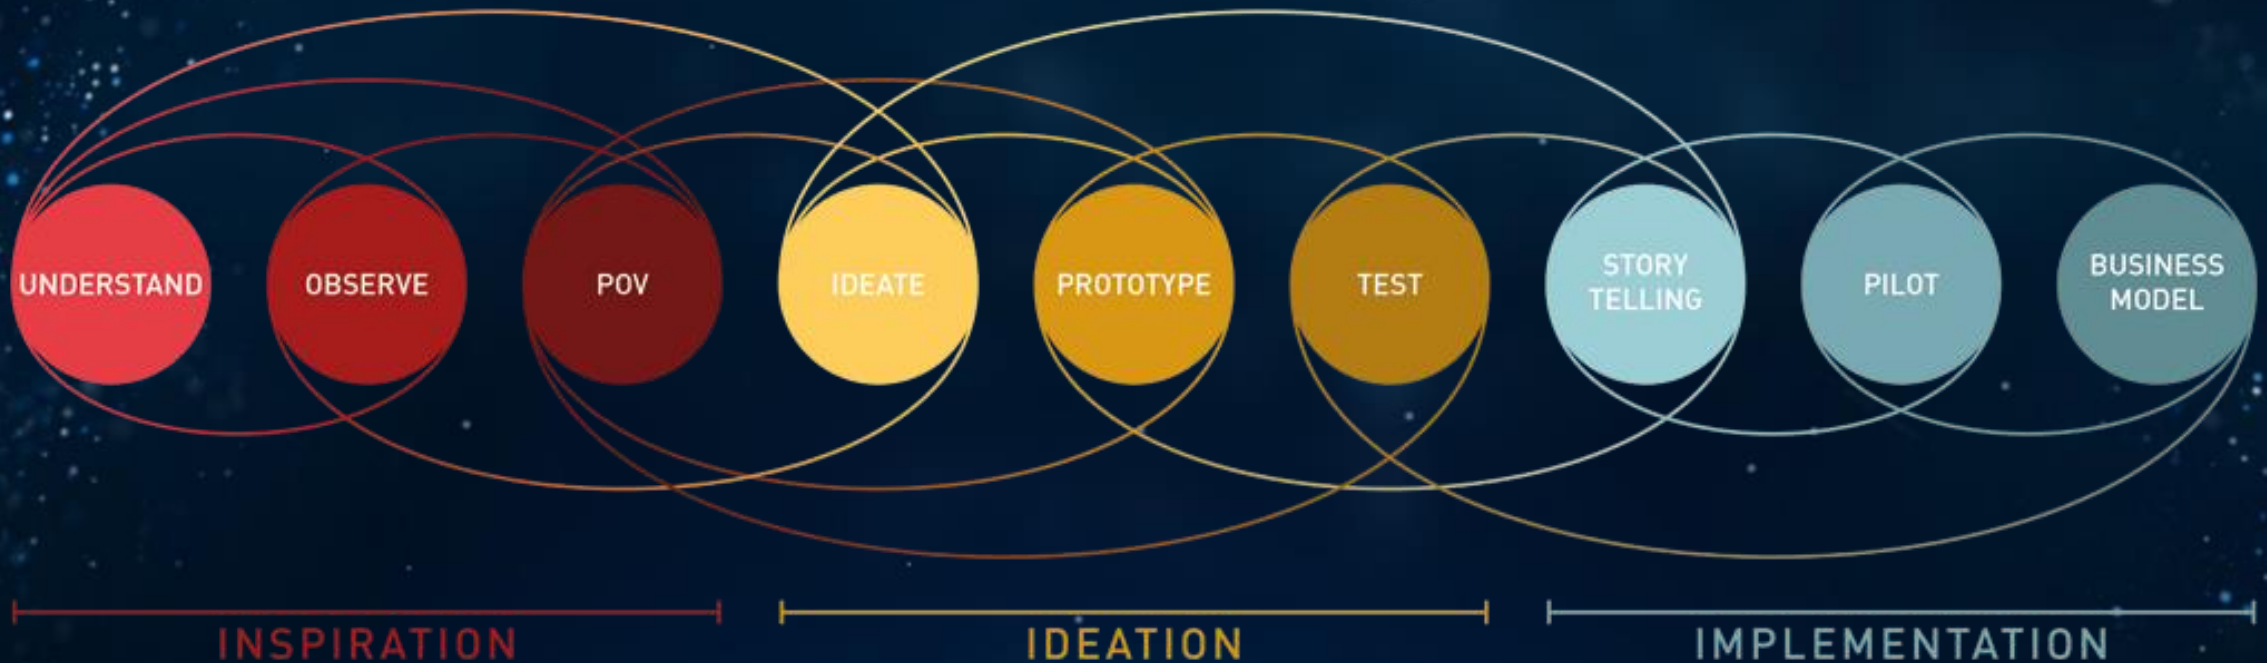 UNDERSTAND
OBSERVE
POV
IDEATE
PROTOTYPE
TEST
STORY
TELLING
PILOT
BUSINESS
MODEL
INSPIRATION
IDEATION
IMPLEMENTATION